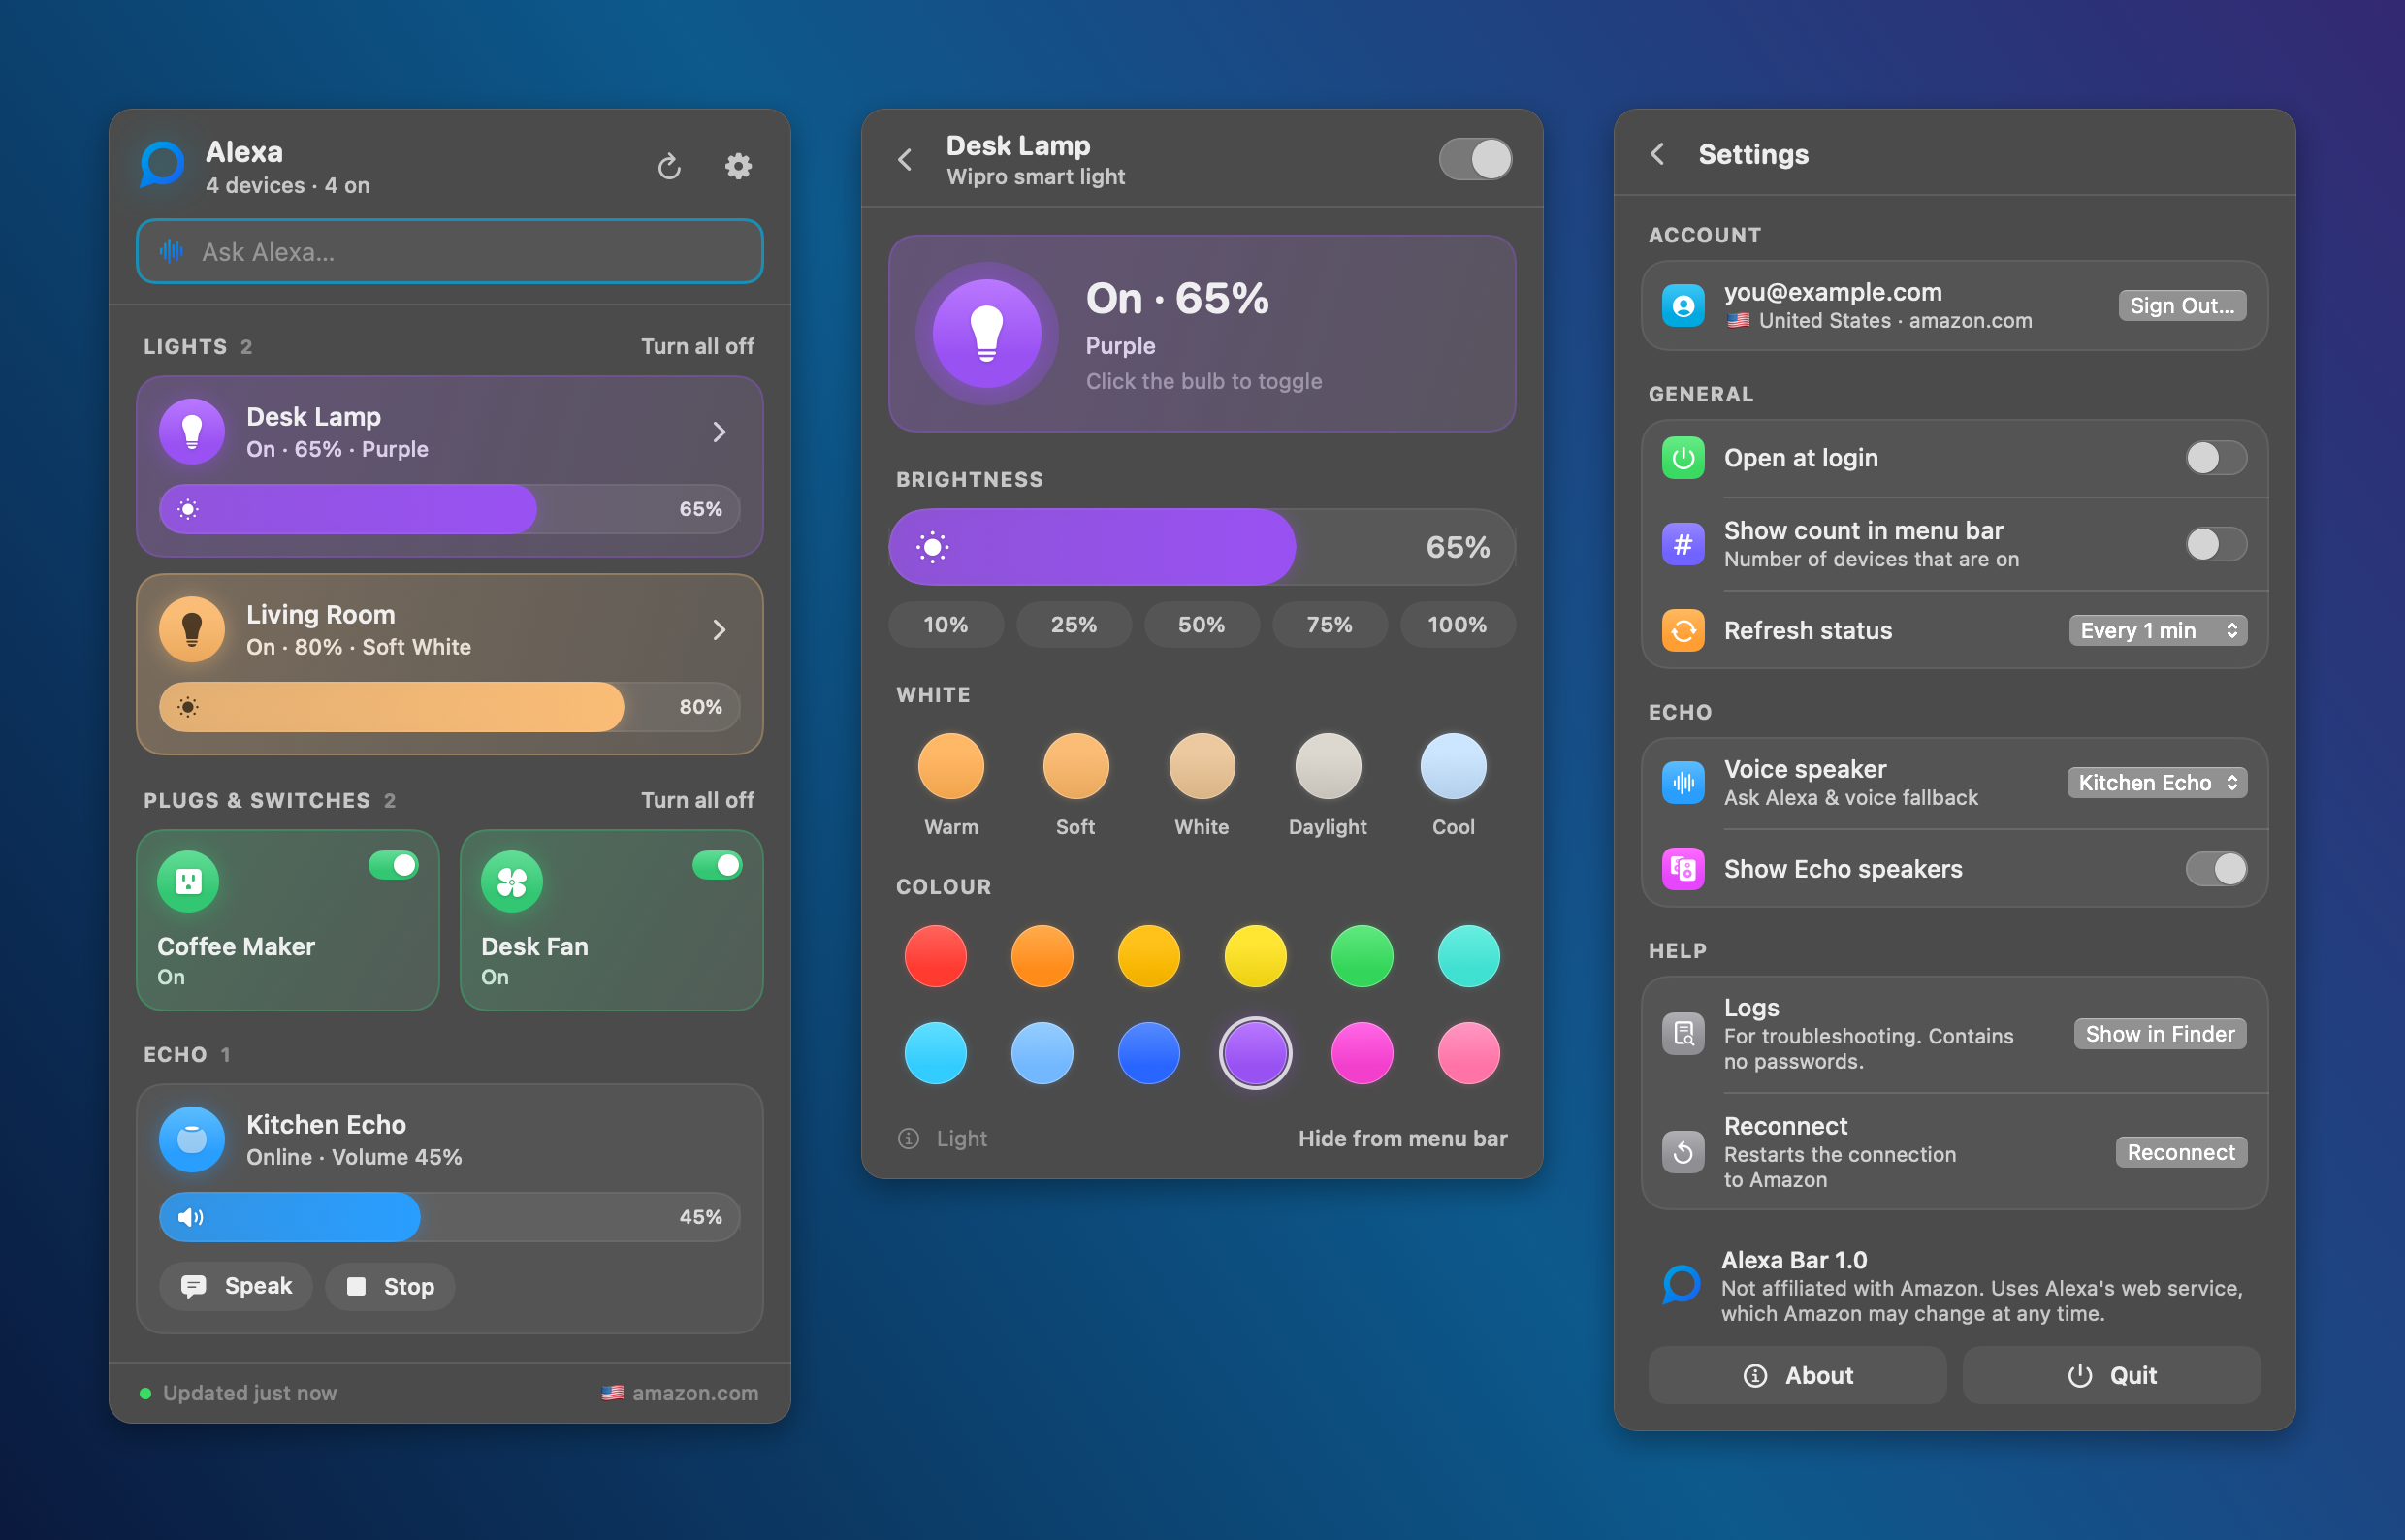 Alexa
4 devices · 4 on
Ask Alexa...
LIGHTS 2 Turn all off
Desk Lamp
On · 65% · Purple
65%
Living Room
On · 80% · Soft White
80%
PLUGS & SWITCHES 2 Turn all off
Coffee Maker
On
Desk Fan
On
ECHO 1
Kitchen Echo
Online · Volume 45%
45%
Speak Stop
Updated just now 🇺🇸 amazon.com
Desk Lamp
Wipro smart light
On · 65%
Purple
Click the bulb to toggle
BRIGHTNESS
65%
10% 25% 50% 75% 100%
WHITE
Warm Soft White Daylight Cool
COLOUR
Light Hide from menu bar
Settings
ACCOUNT
you@example.com
🇺🇸 United States · amazon.com
Sign Out...
GENERAL
Open at login
# Show count in menu bar
Number of devices that are on
Refresh status Every 1 min
ECHO
Voice speaker
Ask Alexa & voice fallback
Kitchen Echo
Show Echo speakers
HELP
Logs
For troubleshooting. Contains
no passwords.
Show in Finder
Reconnect
Restarts the connection
to Amazon
Reconnect
Alexa Bar 1.0
Not affiliated with Amazon. Uses Alexa's web service,
which Amazon may change at any time.
About Quit